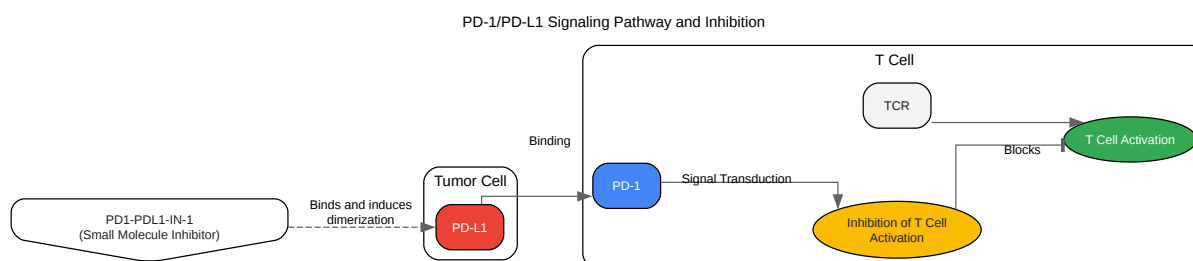 PD-1/PD-L1 Signaling Pathway and Inhibition
T Cell
TCR
Binding
T Cell Activation
Blocks
Tumor Cell
PD-1
Signal Transduction
Binds and induces
dimerization
PD1-PDL1-IN-1
(Small Molecule Inhibitor)
PD-L1
Inhibition of T Cell
Activation